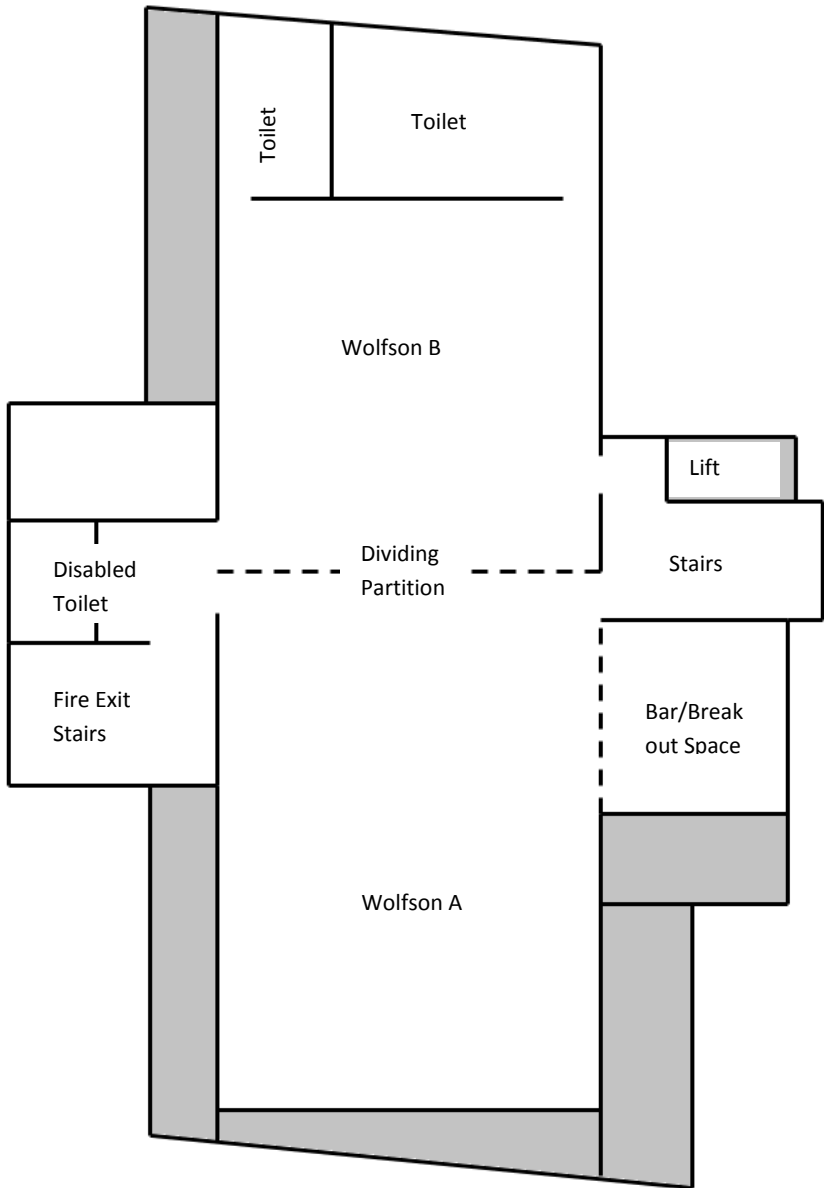 Toilet
Toilet
Wolfson B
Lift
Dividing
Partition
Stairs
Disabled
Toilet
Fire Exit
Stairs
Bar/Break
out Space
Wolfson A